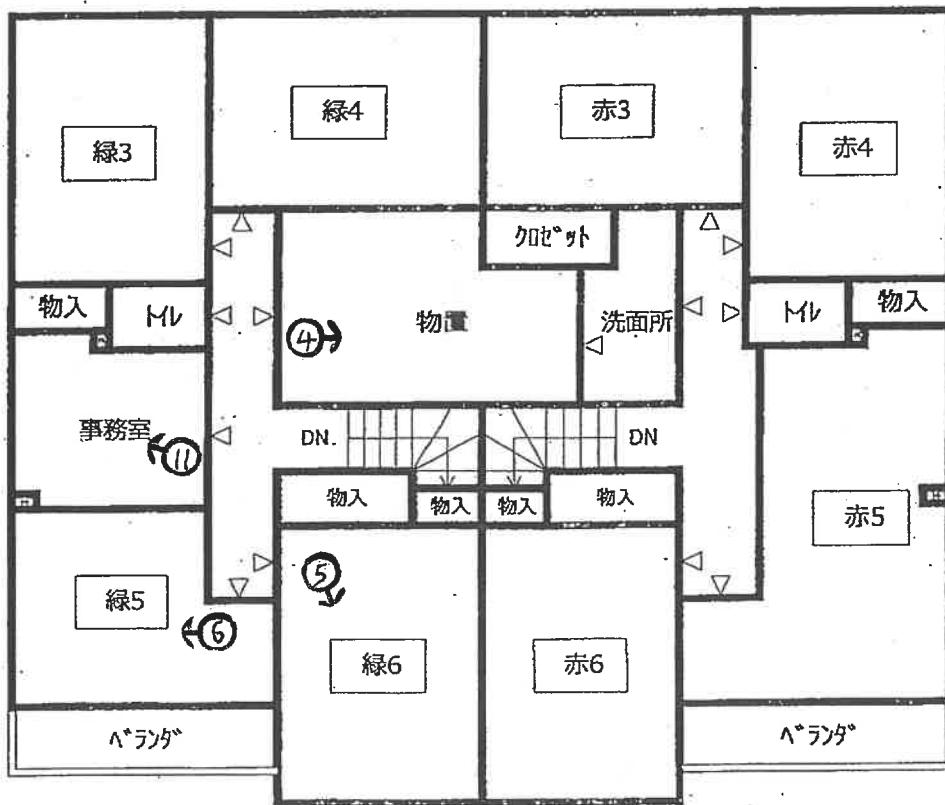 緑3
緑4
赤3
赤4
クロゼット
物入
トイレ
物置
洗面所
トイレ
物入
④
事務室
⑪
DN.
DN
物入
物入
物入
物入
赤5
緑5
⑤
⑥
緑6
赤6
ベランダ
ベランダ